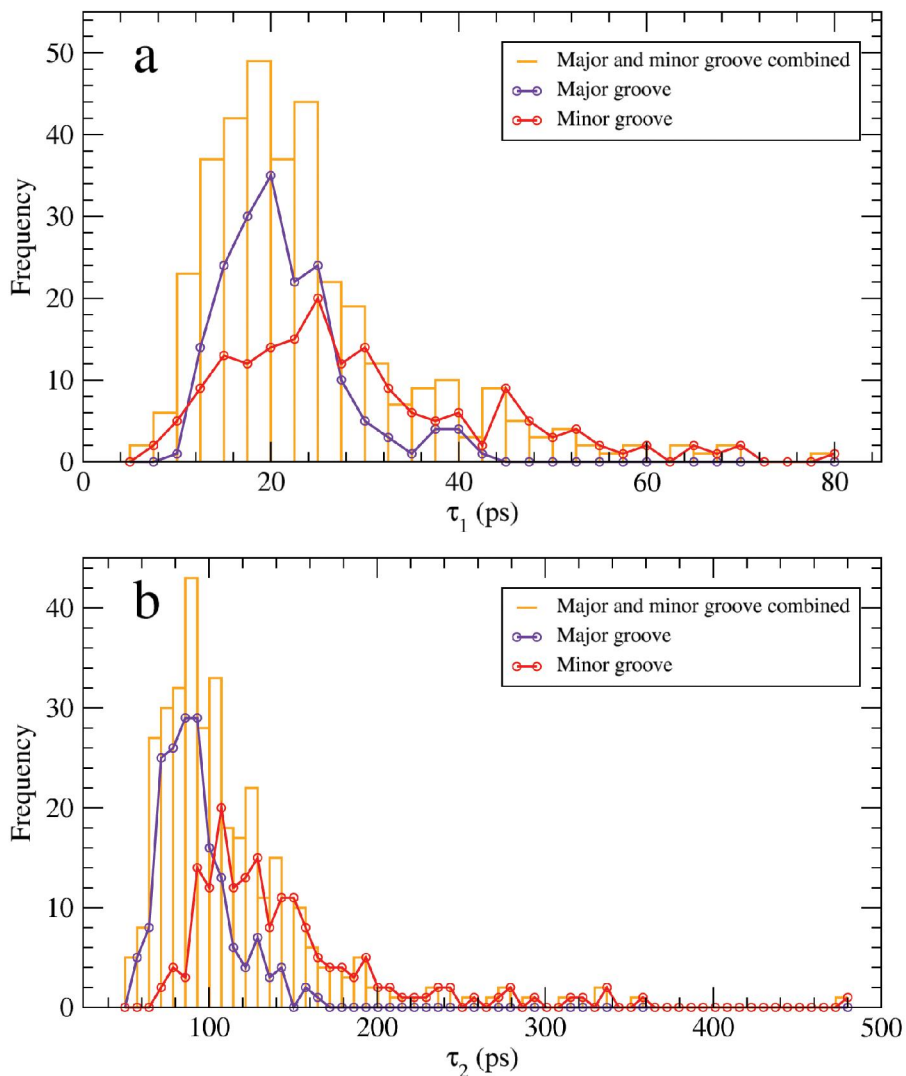 a
Major and minor groove combined
Major groove
Minor groove
Frequency
50
40
30
20
10
0
0 20 40 60 80
τ1 (ps)
b
Major and minor groove combined
Major groove
Minor groove
Frequency
40
30
20
10
0
100 200 300 400 500
τ2 (ps)